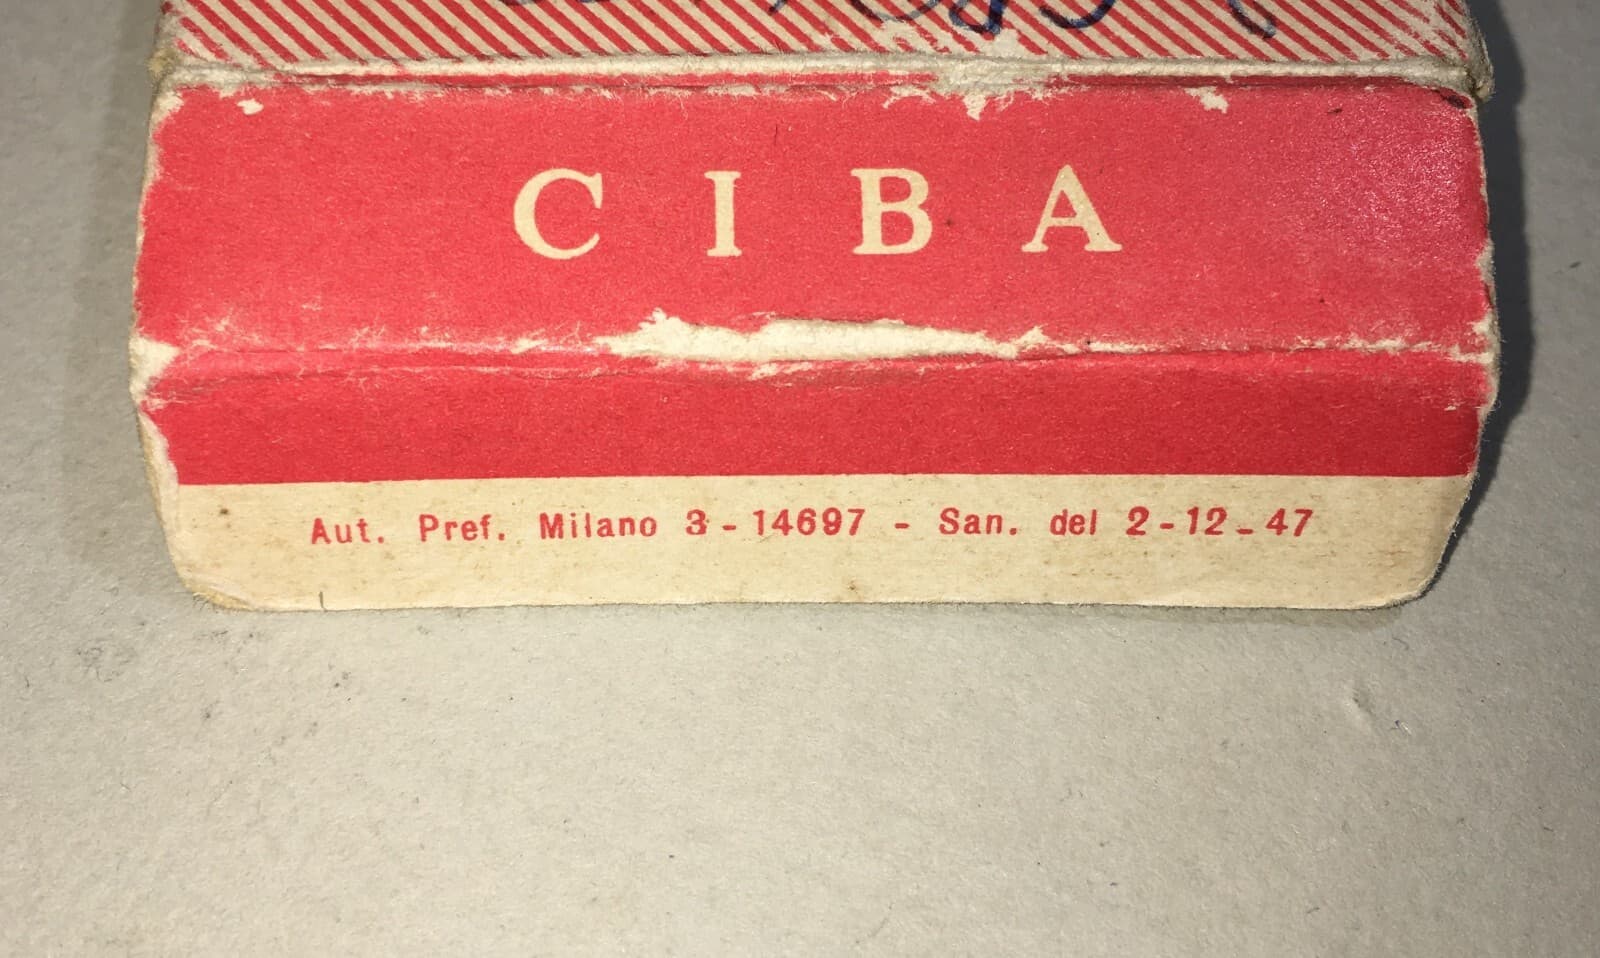 CIBA
Aut. Pref. Milano 3-14697 - San. del 2-12-47